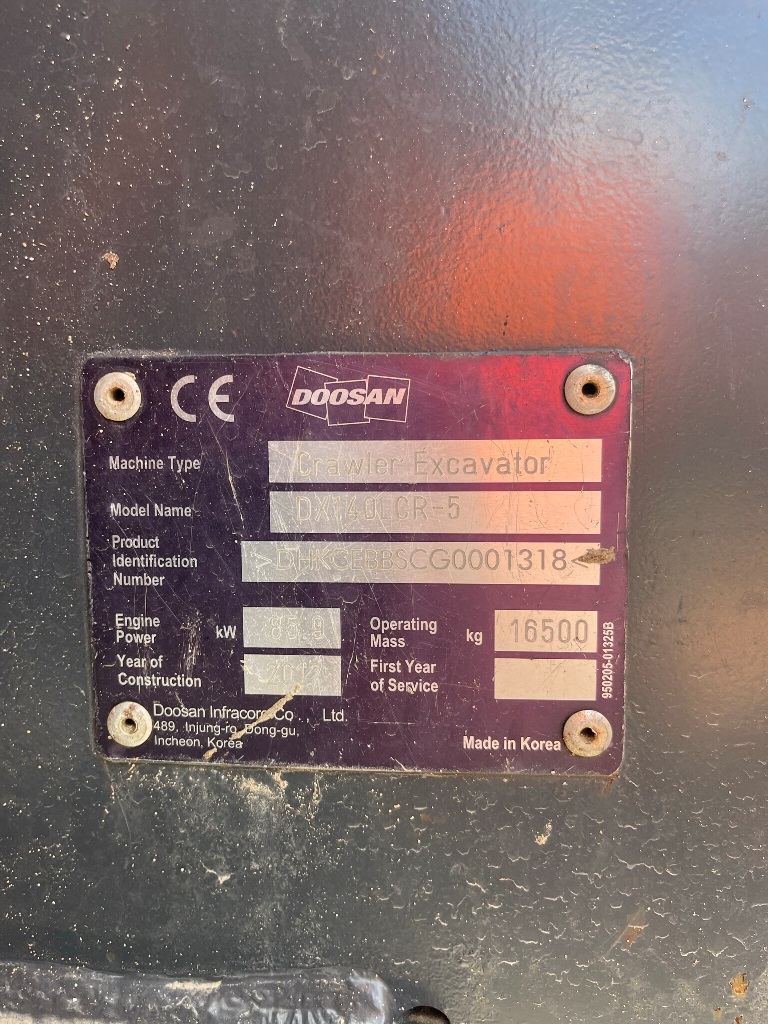 CE DOOSAN
Machine Type Crawler Excavator
Model Name DX140LCR-5
Product
Identification
Number >DHKCEBBSCG0001318<
Engine
Power kW 85.9
Operating
Mass kg 16500
Year of
Construction
First Year
of Service
950205-01325B
Doosan Infracore Co., Ltd.
489, Injung-ro, Dong-gu,
Incheon, Korea
Made in Korea